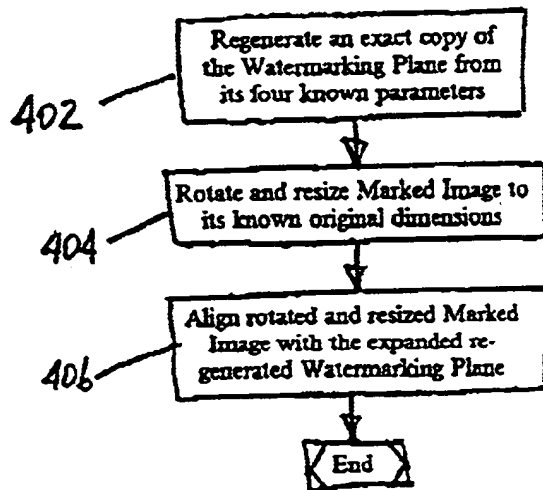 Regenerate an exact copy of
the Watermarking Plane from
its four known parameters
402
Rotate and resize Marked Image to
its known original dimensions
404
Align rotated and resized Marked
Image with the expanded re-
generated Watermarking Plane
406
End